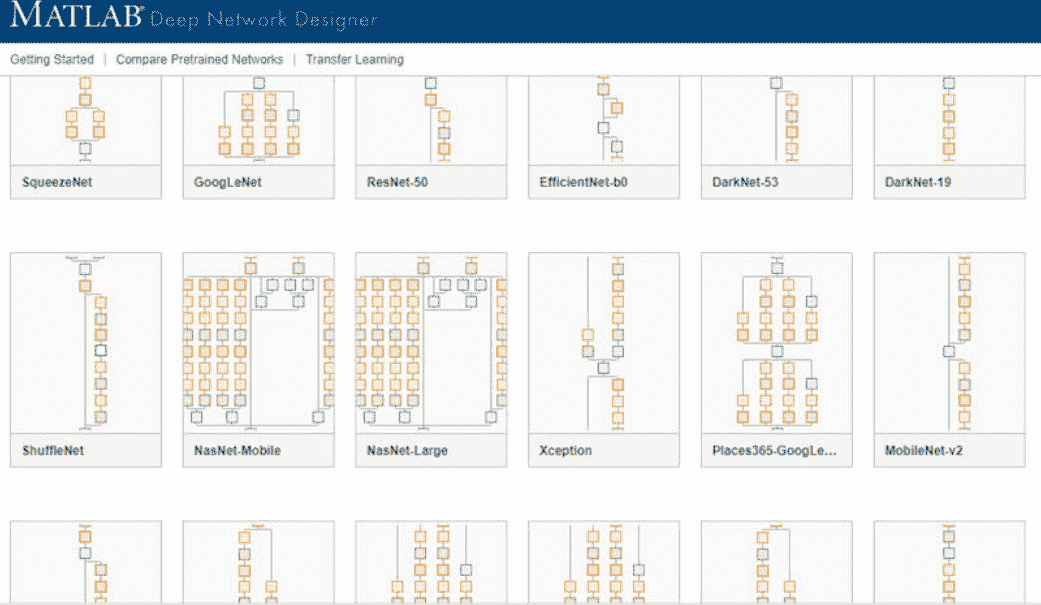 MATLAB® Deep Network Designer
Getting Started | Compare Pretrained Networks | Transfer Learning
SqueezeNet GoogLeNet ResNet-50 EfficientNet-b0 DarkNet-53 DarkNet-19
ShuffleNet NasNet-Mobile NasNet-Large Xception Places365-GoogLe... MobileNet-v2